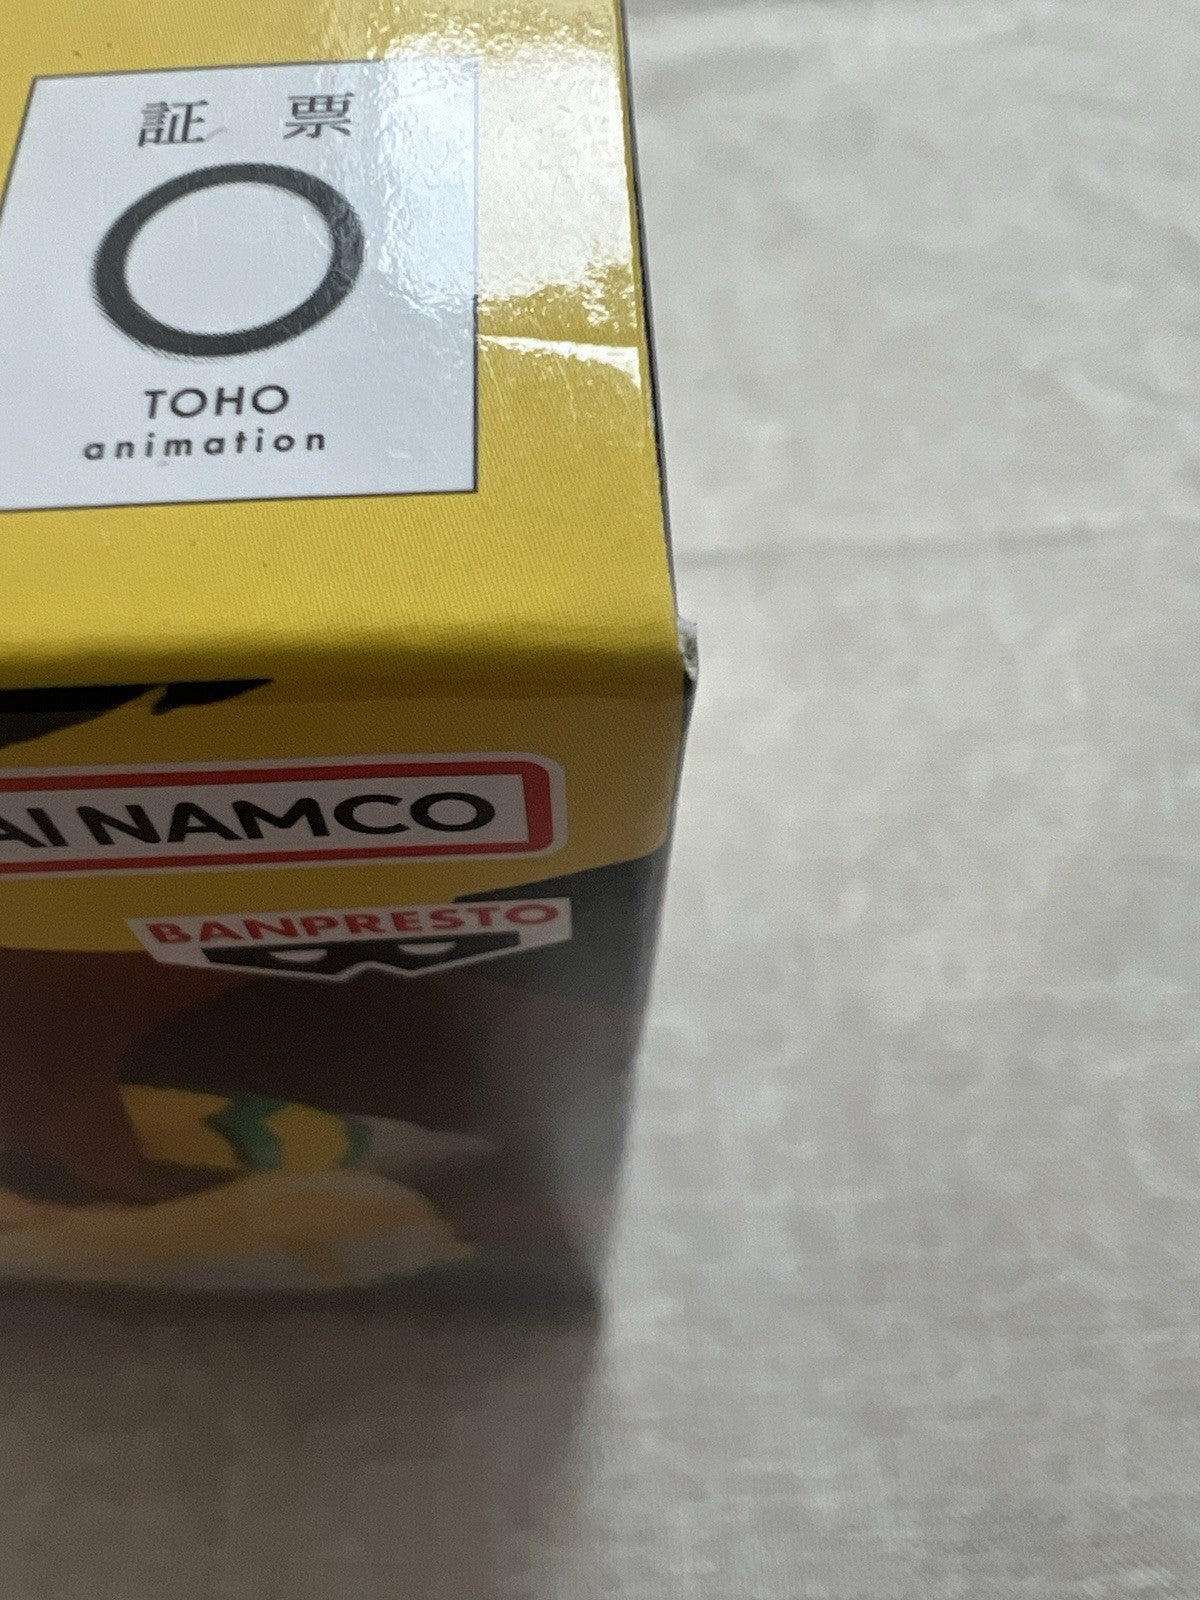 証 票
TOHO
animation
AI NAMCO
BANPRESTO